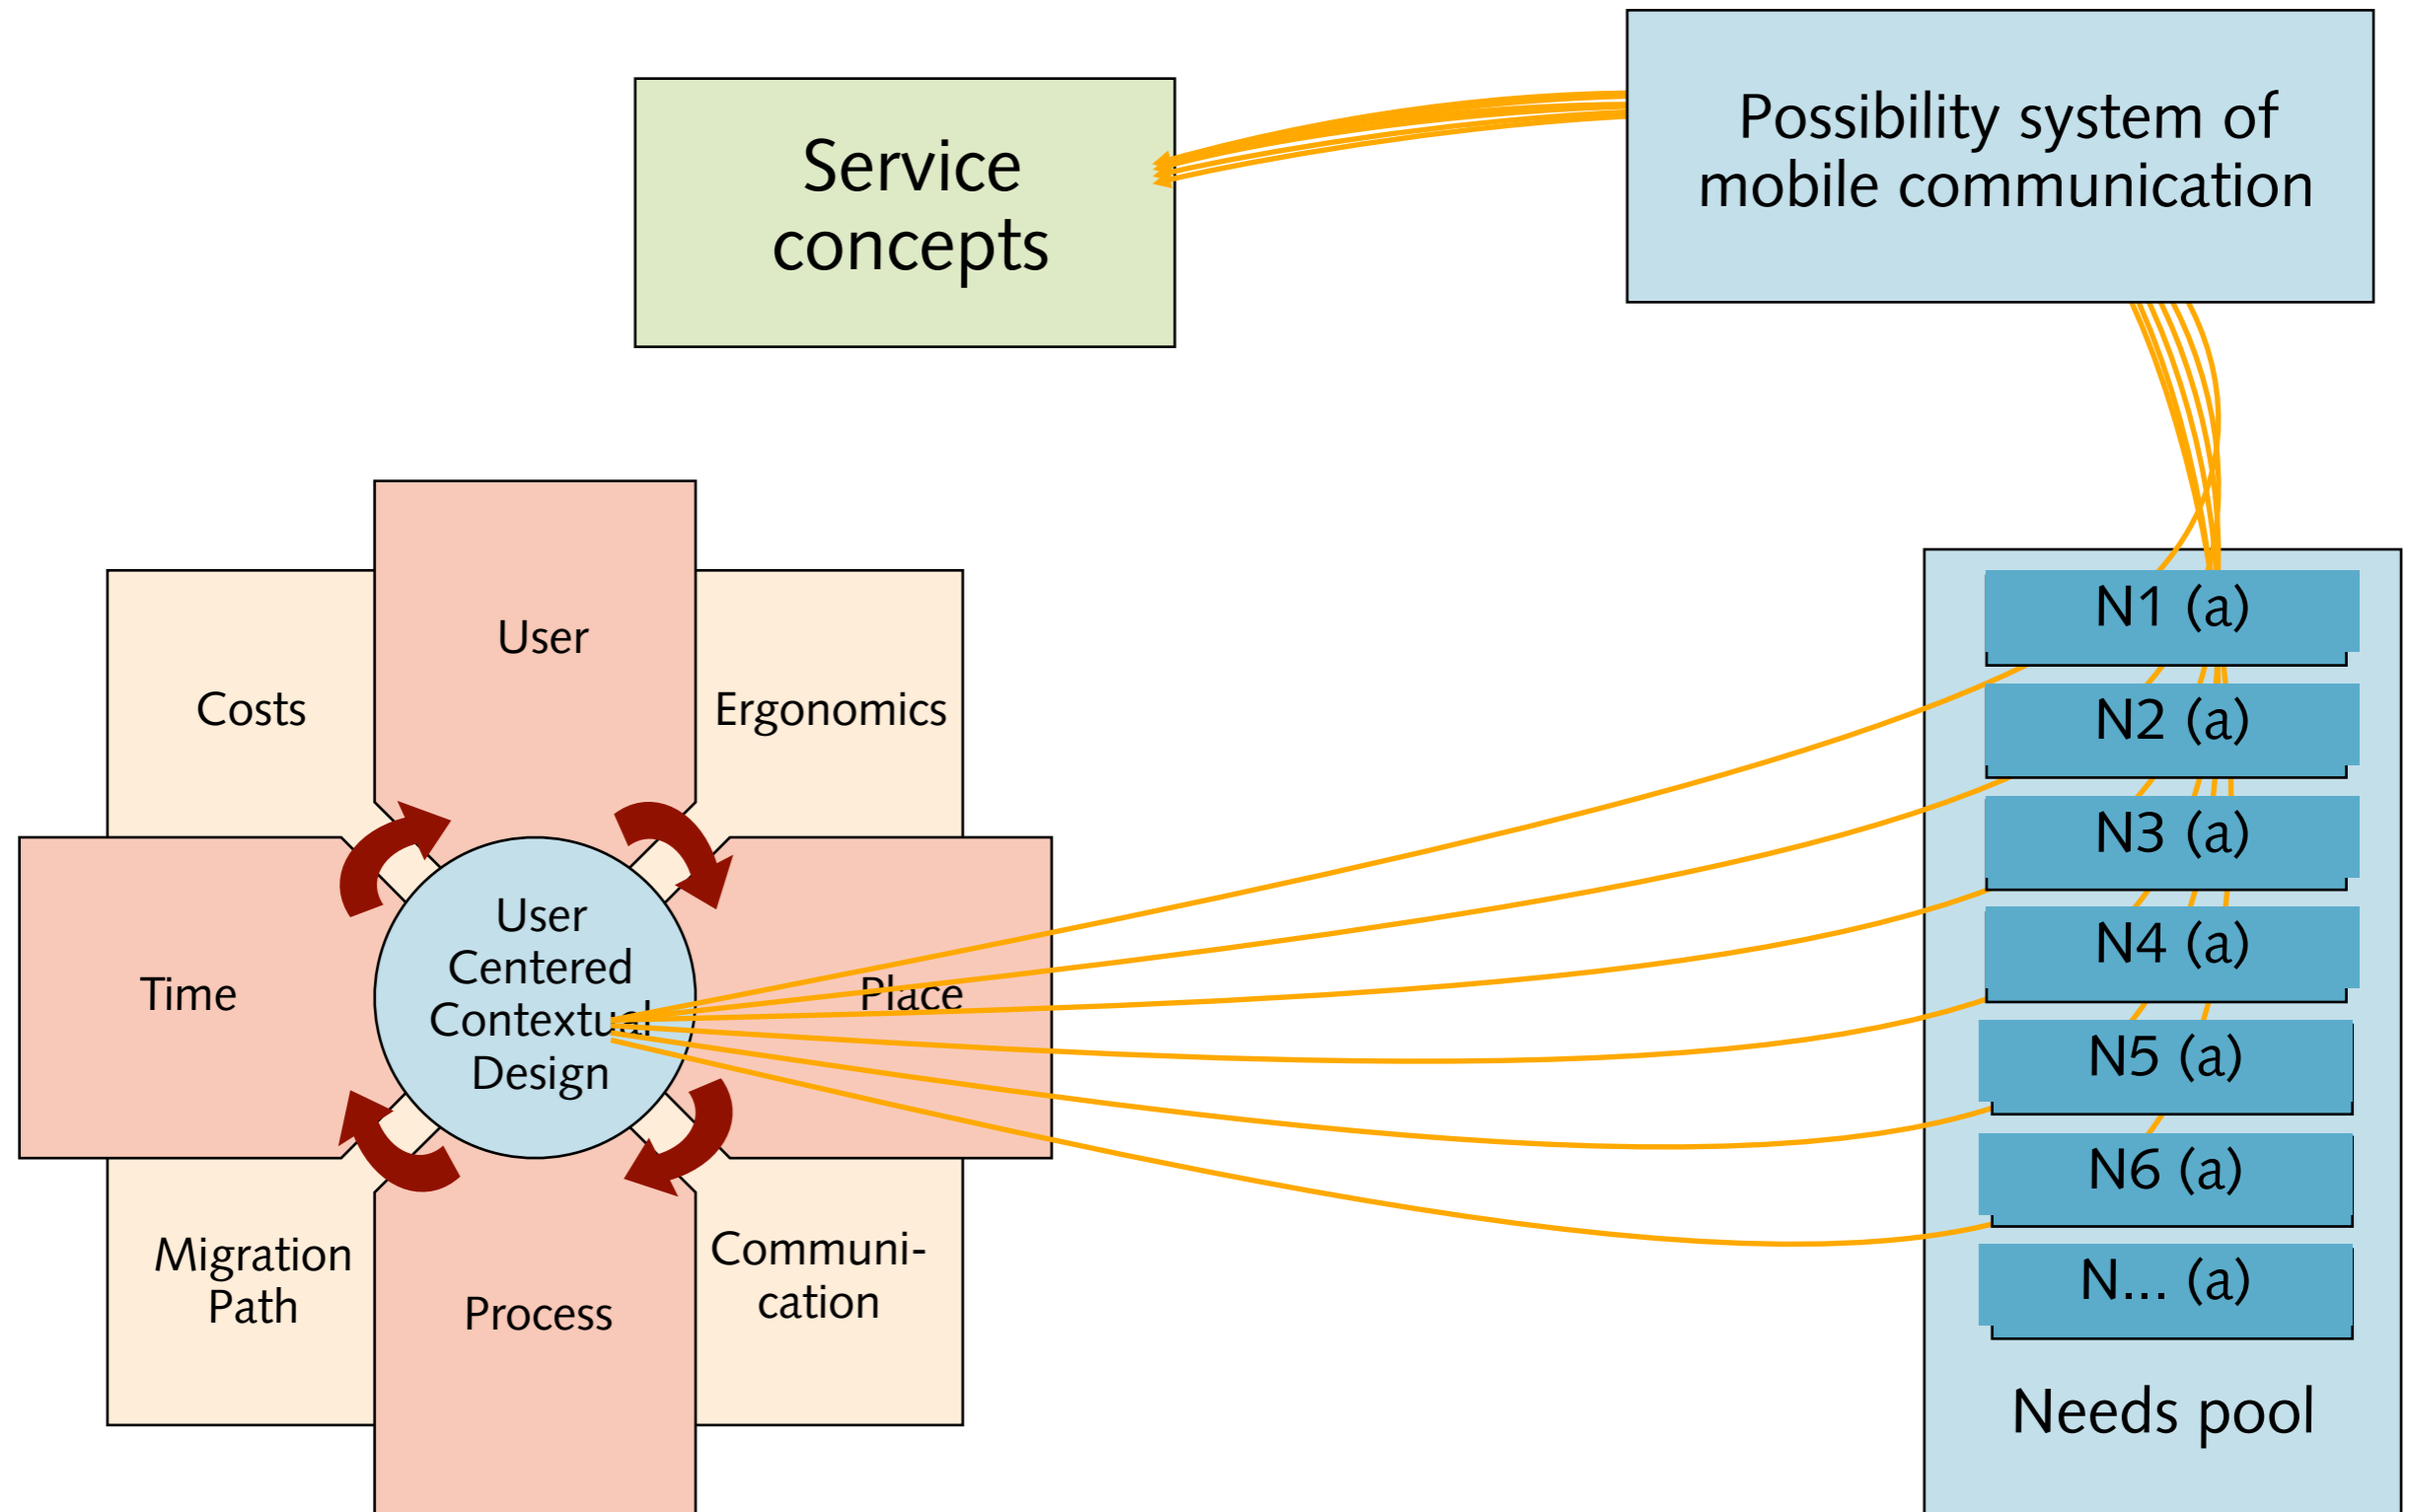 Service
concepts
Possibility system of
mobile communication
User
Costs
Ergonomics
Time
User
Centered
Contextual
Design
Place
Migration
Path
Process
Communi-
cation
N1 (a)
N2 (a)
N3 (a)
N4 (a)
N5 (a)
N6 (a)
N... (a)
Needs pool